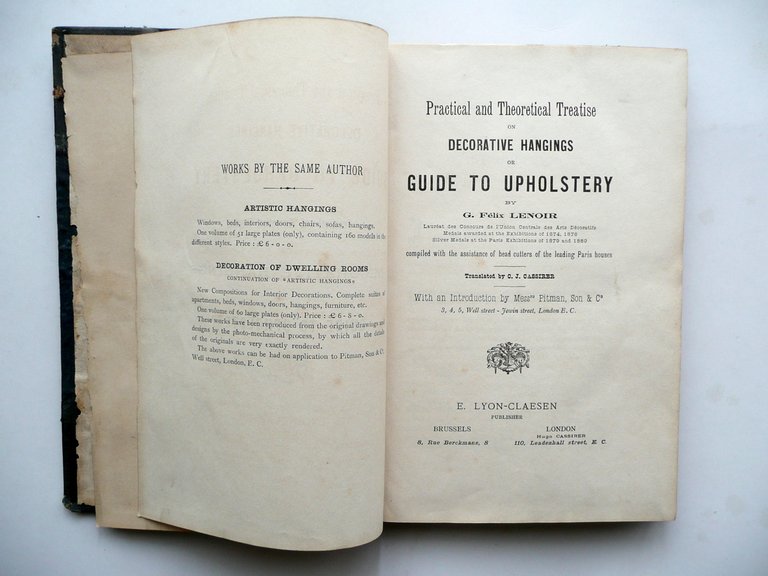 WORKS BY THE SAME AUTHOR
ARTISTIC HANGINGS
Windows, beds, interiors, doors, chairs, sofas, hangings.
One volume of 51 large plates (only), containing 160 models in the
different styles. Price : £ 6 - 0 - 0.
DECORATION OF DWELLING ROOMS
CONTINUATION OF "ARTISTIC HANGINGS"
New Compositions for Interior Decorations. Complete suites of
apartments, beds, windows, doors, hangings, furniture, etc.
One volume of 60 large plates (only). Price : £6 - 8 - 0.
These works have been reproduced from the original drawings and
designs by the photo-mechanical process, by which all the details
of the originals are very exactly rendered.
The above works can be had on application to Pitman, Son & Cº
Well street, London, E. C.
Practical and Theoretical Treatise
ON
DECORATIVE HANGINGS
OR
GUIDE TO UPHOLSTERY
BY
G. Félix LENOIR
Lauréat des Concours de l'Union Centrale des Arts Décoratifs
Medals awarded at the Exhibitions of 1874, 1876
Silver Medals at the Paris Exhibitions of 1879 and 1880
compiled with the assistance of head cutters of the leading Paris houses
Translated by C. J. CASSIRER
With an Introduction by Messrs Pitman, Son & Cº
3, 4, 5, Well street - Jewin street, London E. C.
E. LYON-CLAESEN
PUBLISHER
BRUSSELS
8, Rue Berckmans, 8
LONDON
Hugo CASSIRER
110, Leadenhall street, E. C.